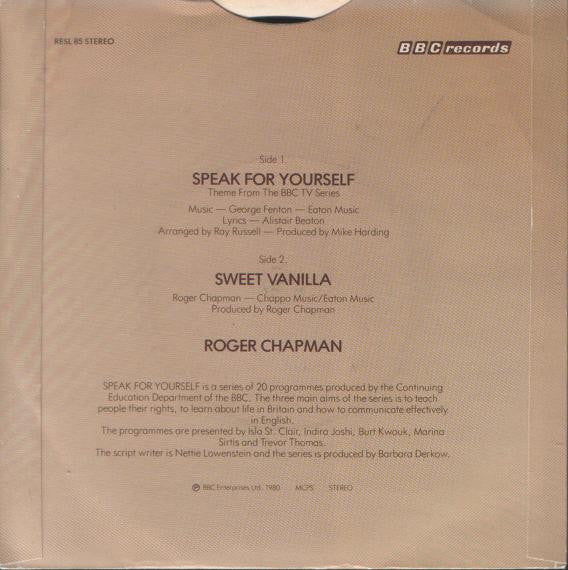 RESL 85 STEREO
BBC records
Side 1.
SPEAK FOR YOURSELF
Theme From The BBC TV Series
Music — George Fenton — Eaton Music
Lyrics — Alistair Beaton
Arranged by Ray Russell — Produced by Mike Harding
Side 2.
SWEET VANILLA
Roger Chapman — Chappo Music/Eaton Music
Produced by Roger Chapman
ROGER CHAPMAN
SPEAK FOR YOURSELF is a series of 20 programmes produced by the Continuing
Education Department of the BBC. The three main aims of the series is to teach
people their rights, to learn about life in Britain and how to communicate effectively
in English.
The programmes are presented by Isla St. Clair, Indira Joshi, Burt Kwouk, Marina
Sirtis and Trevor Thomas.
The script writer is Nettie Lowenstein and the series is produced by Barbara Derkow.
℗ BBC Enterprises Ltd. 1980 MCPS STEREO